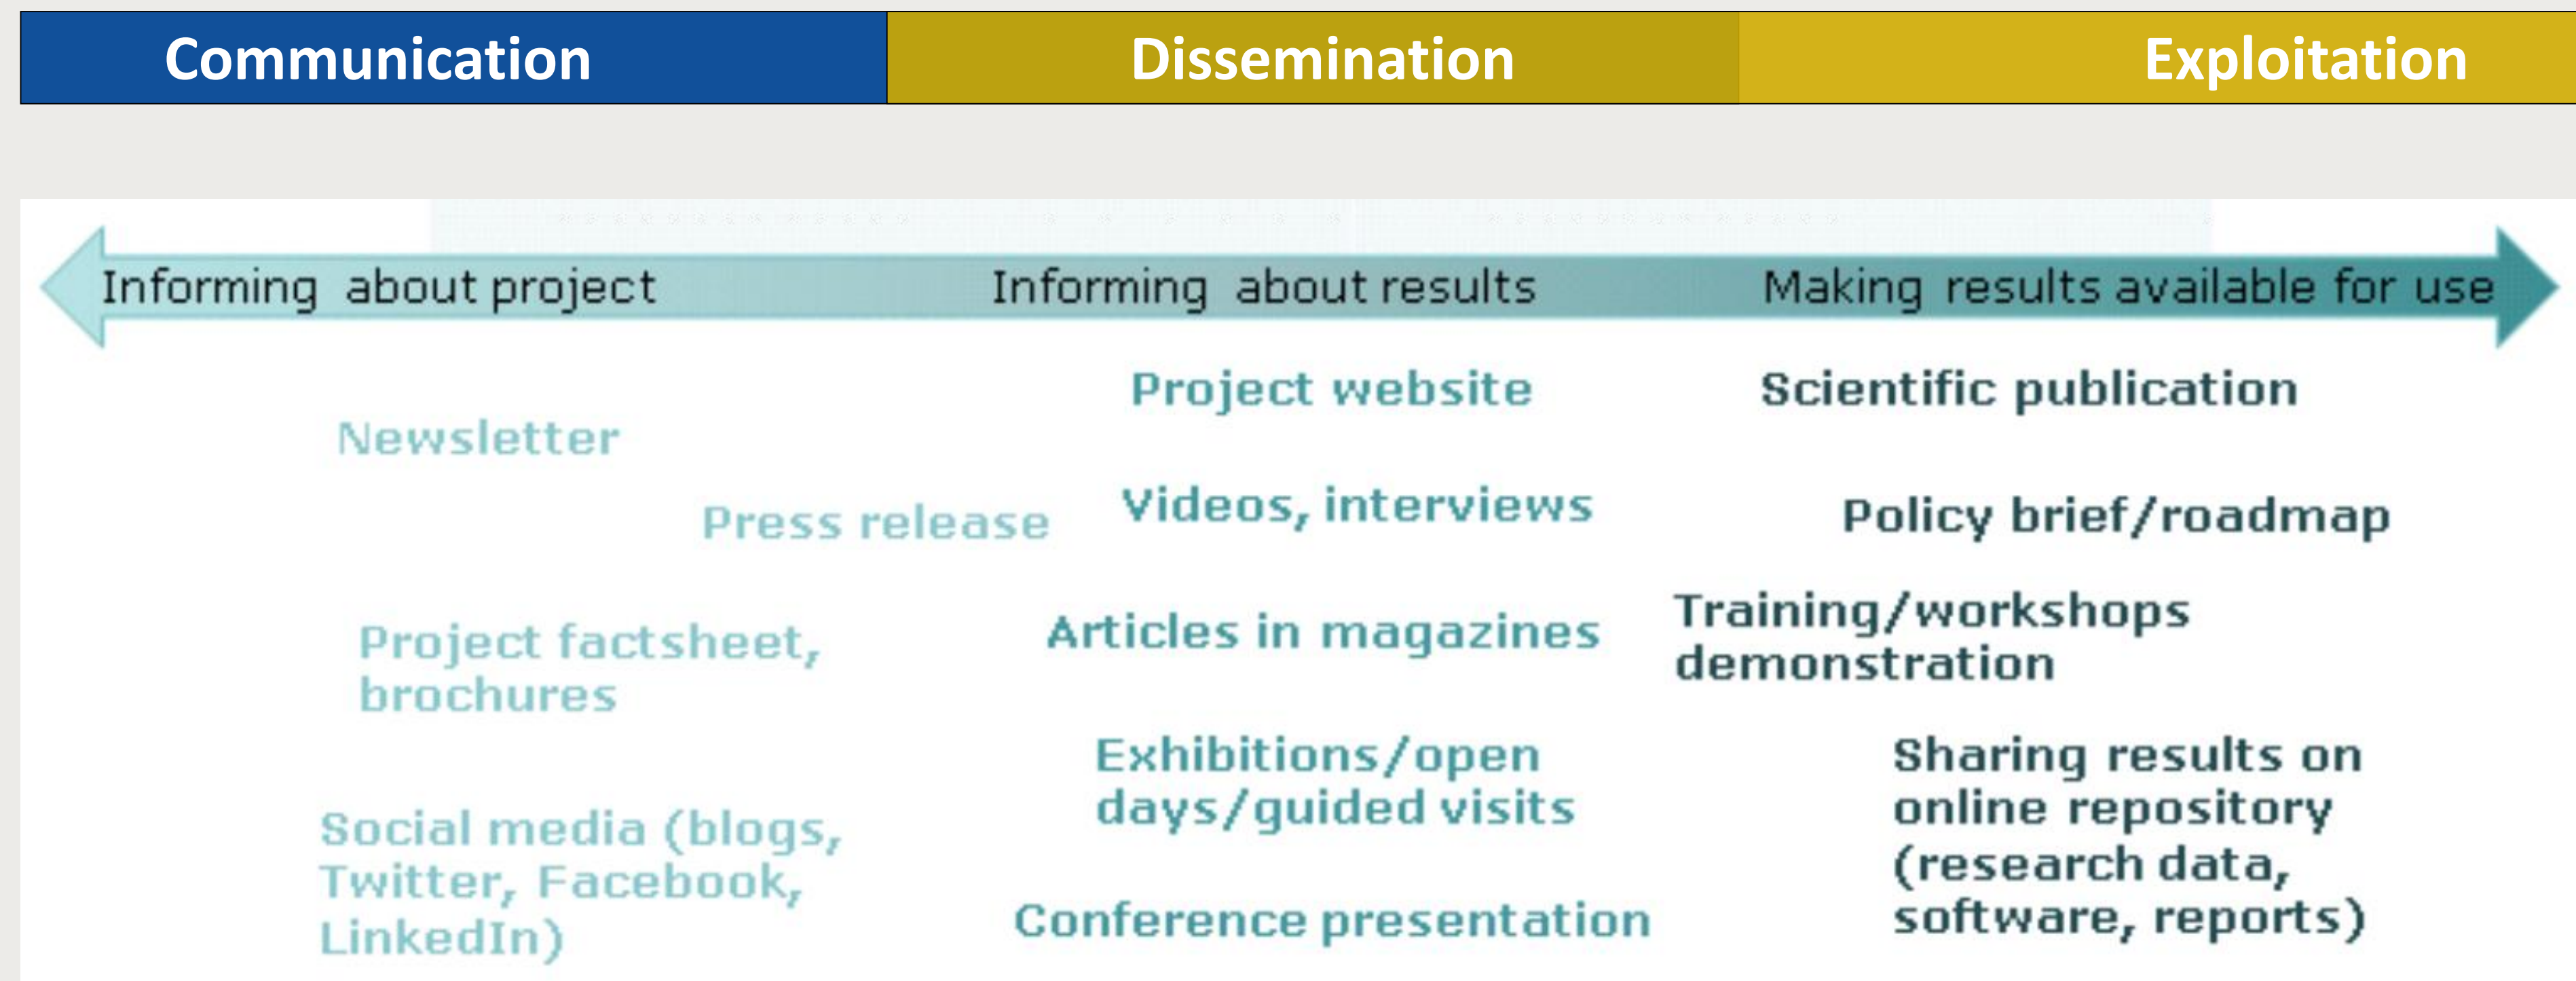 Communication
Dissemination
Exploitation
Informing about project
Informing about results
Making results available for use
Newsletter
Press release
Project factsheet,
brochures
Social media (blogs,
Twitter, Facebook,
LinkedIn)
Project website
Videos, interviews
Articles in magazines
Exhibitions/open
days/guided visits
Conference presentation
Scientific publication
Policy brief/roadmap
Training/workshops
demonstration
Sharing results on
online repository
(research data,
software, reports)